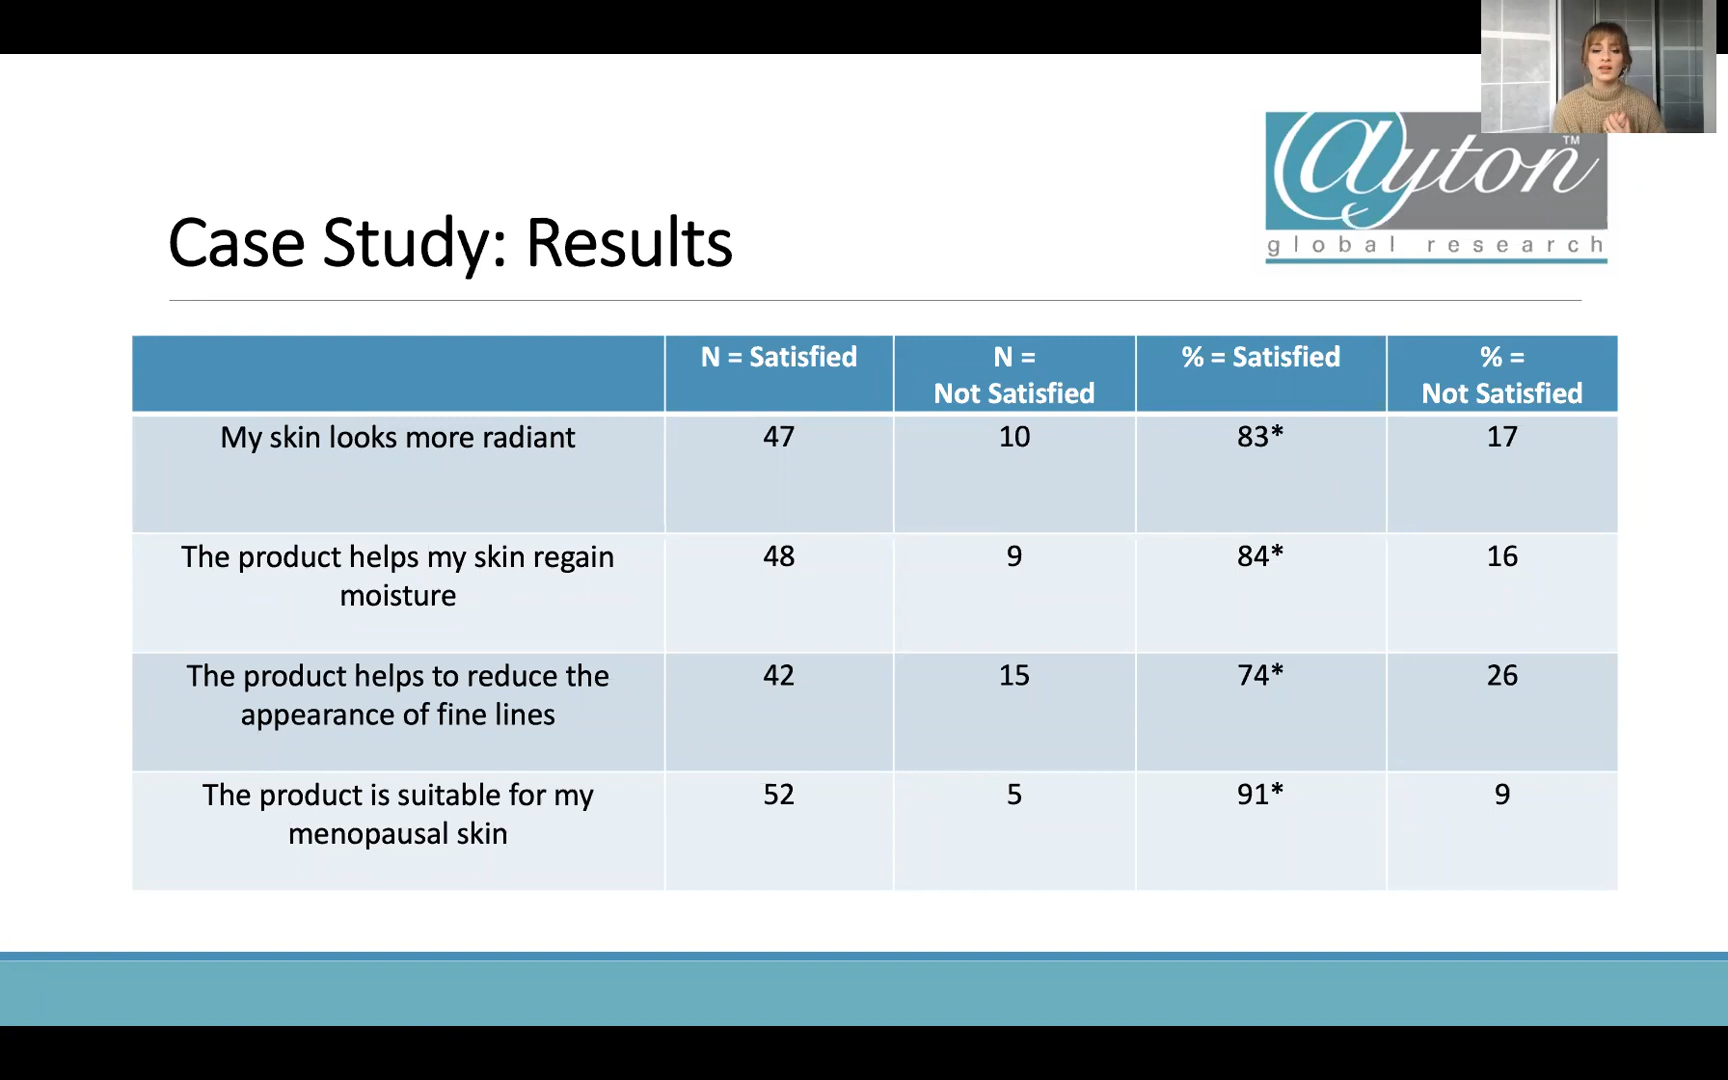 @yton™
global research
Case Study: Results
N = Satisfied
N =
Not Satisfied
% = Satisfied
% =
Not Satisfied
My skin looks more radiant
47
10
83*
17
The product helps my skin regain
moisture
48
9
84*
16
The product helps to reduce the
appearance of fine lines
42
15
74*
26
The product is suitable for my
menopausal skin
52
5
91*
9